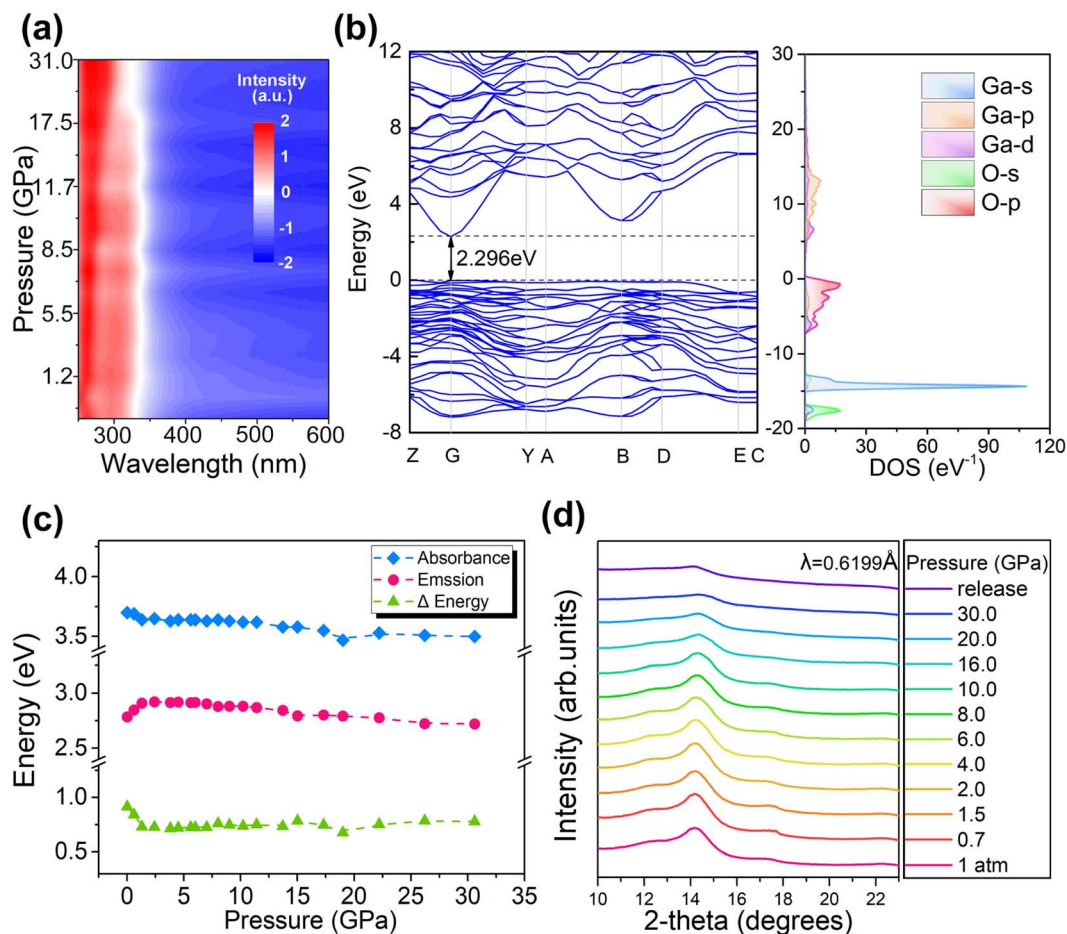 (a)
31.0
17.5
11.7
8.5
5.5
1.2
Pressure (GPa)
Intensity
(a.u.)
2
1
0
-1
-2
300 400 500 600
Wavelength (nm)
(b)
12
8
4
0
-4
-8
Energy (eV)
2.296eV
Z G Y A B D E C
30
20
10
0
-10
-20
Ga-s
Ga-p
Ga-d
O-s
O-p
0 30 60 90 120
DOS (eV⁻¹)
(c)
4.0
3.5
3.0
2.5
1.0
0.5
Energy (eV)
Absorbance
Emssion
Δ Energy
0 5 10 15 20 25 30 35
Pressure (GPa)
(d)
Intensity (arb.units)
λ=0.6199Å
10 12 14 16 18 20 22
2-theta (degrees)
Pressure (GPa)
release
30.0
20.0
16.0
10.0
8.0
6.0
4.0
2.0
1.5
0.7
1 atm